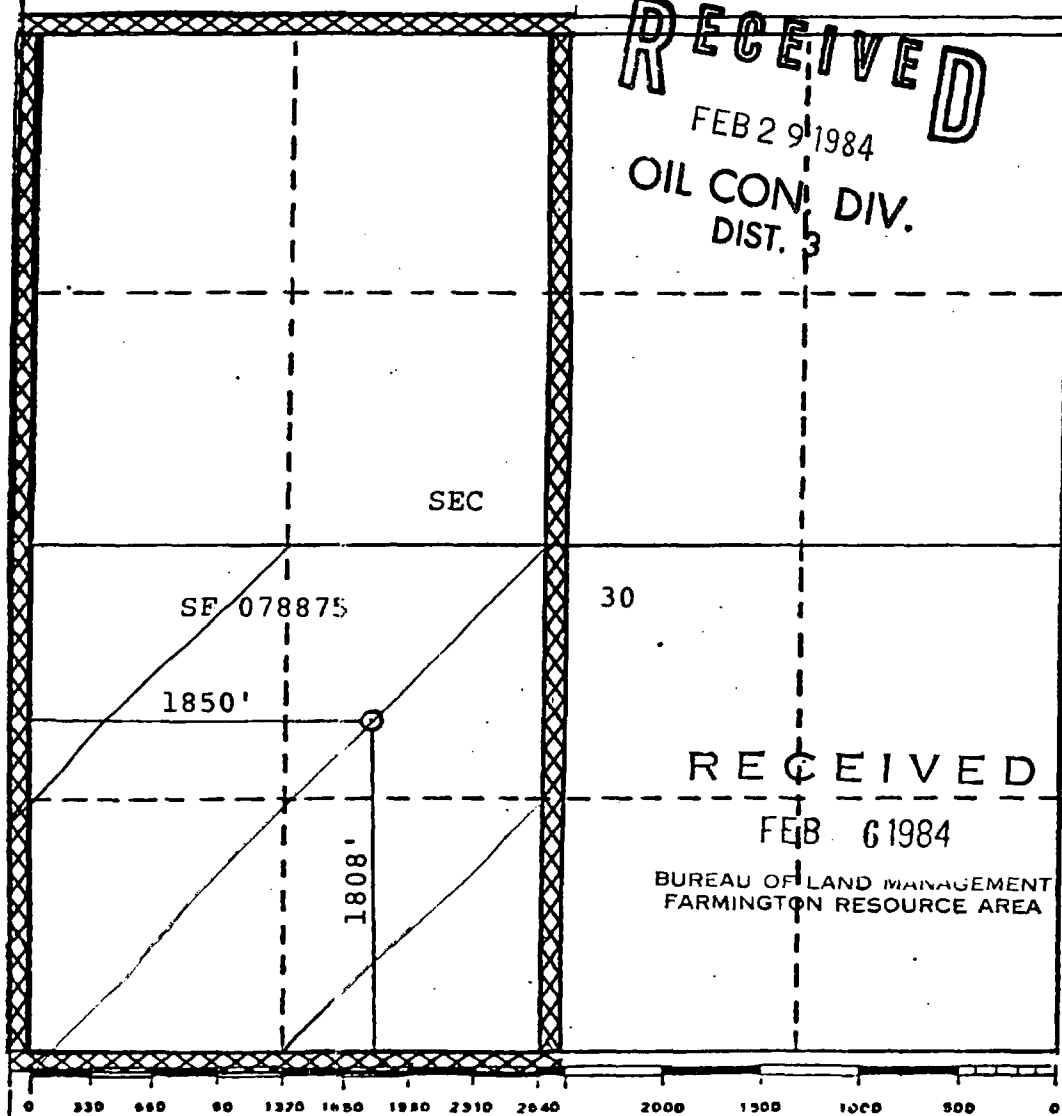 RECEIVED
FEB 29 1984
OIL CON. DIV.
DIST. 3
SEC
SF 078875
30
1850'
1808'
RECEIVED
FEB 6 1984
BUREAU OF LAND MANAGEMENT
FARMINGTON RESOURCE AREA
0 330 660 90 1320 1650 1980 2310 2640 2000 1500 1000 500 0